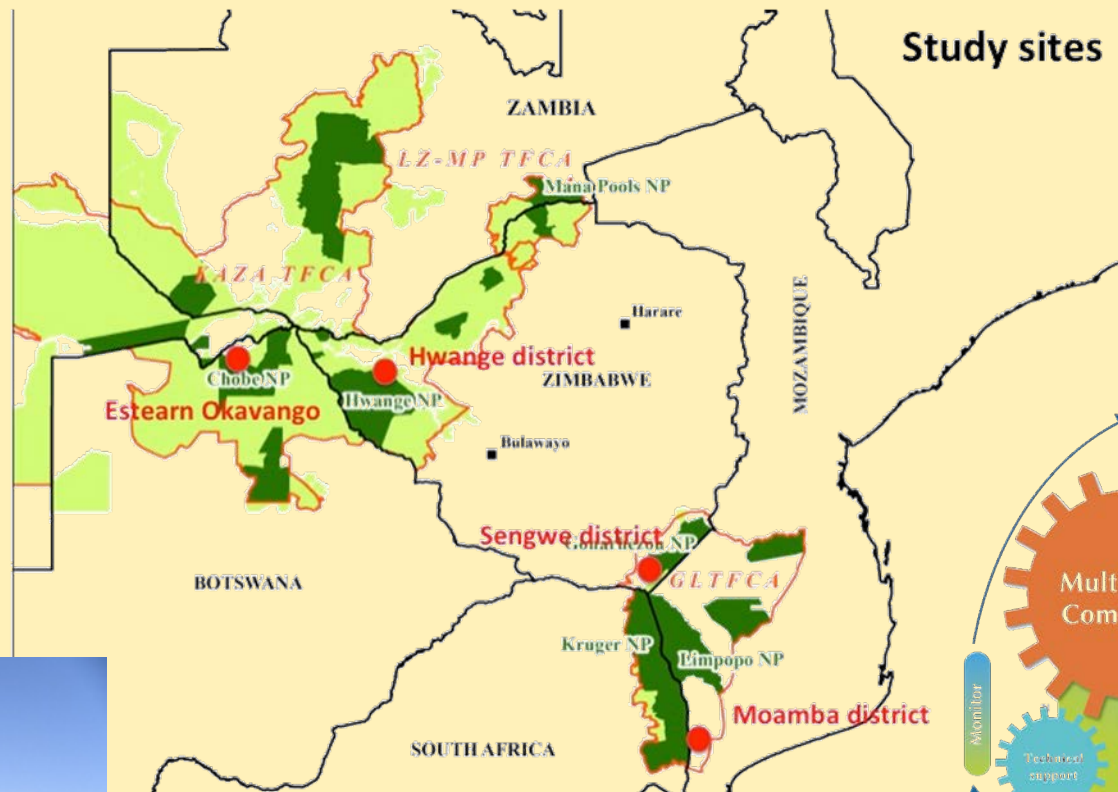 Study sites
ZAMBIA
LZ-MP TFCA
Mana Pools NP
KAZA TFCA
Harare
MOZAMBIQUE
Hwange district
ZIMBABWE
Chobe NP
Hwange NP
Estearn Okavango
Bulawayo
Sengwe district
NP
GLTFCA
BOTSWANA
Mult
Com
Kruger NP
Limpopo NP
Monitor
Moamba district
SOUTH AFRICA
Technical
support